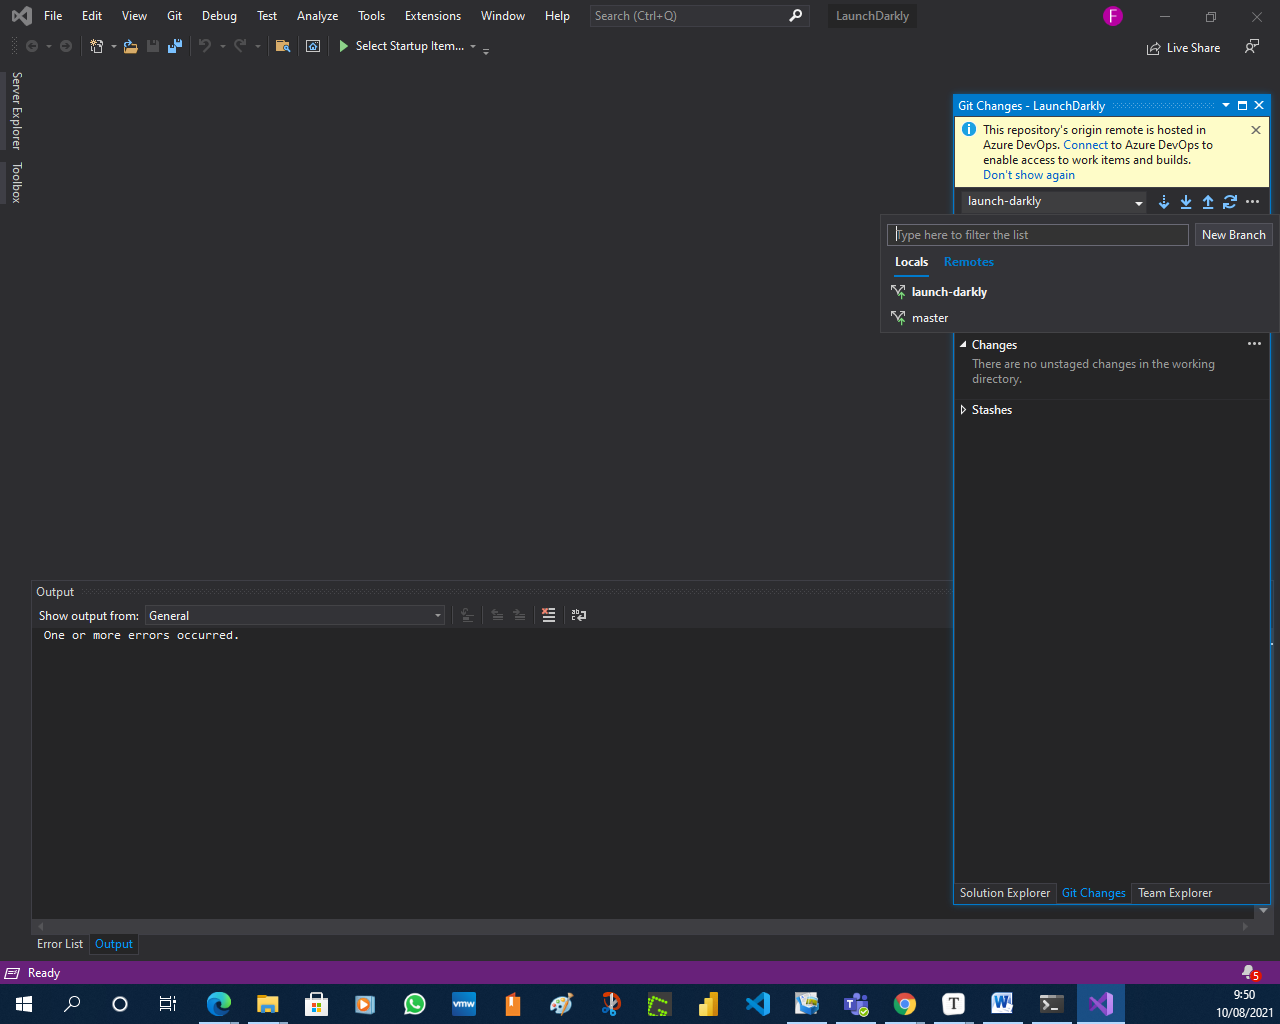 File Edit View Git Debug Test Analyze Tools Extensions Window Help Search (Ctrl+Q) LaunchDarkly F
Select Startup Item... Live Share
Server Explorer
Toolbox
Git Changes - LaunchDarkly
This repository's origin remote is hosted in
Azure DevOps. Connect to Azure DevOps to
enable access to work items and builds.
Don't show again
launch-darkly
Type here to filter the list New Branch
Locals Remotes
launch-darkly
master
Changes
There are no unstaged changes in the working
directory.
Stashes
Output
Show output from: General
One or more errors occurred.
Solution Explorer Git Changes Team Explorer
Error List Output
Ready 5
vmw T W 9:50
10/08/2021